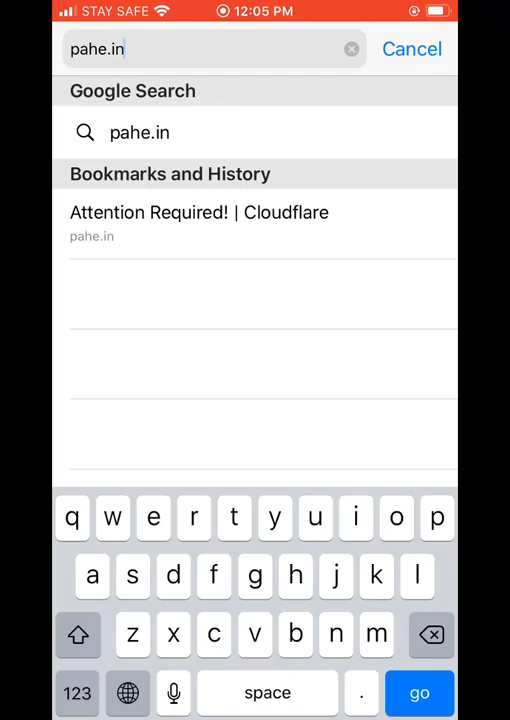 STAY SAFE 12:05 PM
pahe.in Cancel
Google Search
pahe.in
Bookmarks and History
Attention Required! | Cloudflare
pahe.in
q w e r t y u i o p
a s d f g h j k l
z x c v b n m
123 space . go